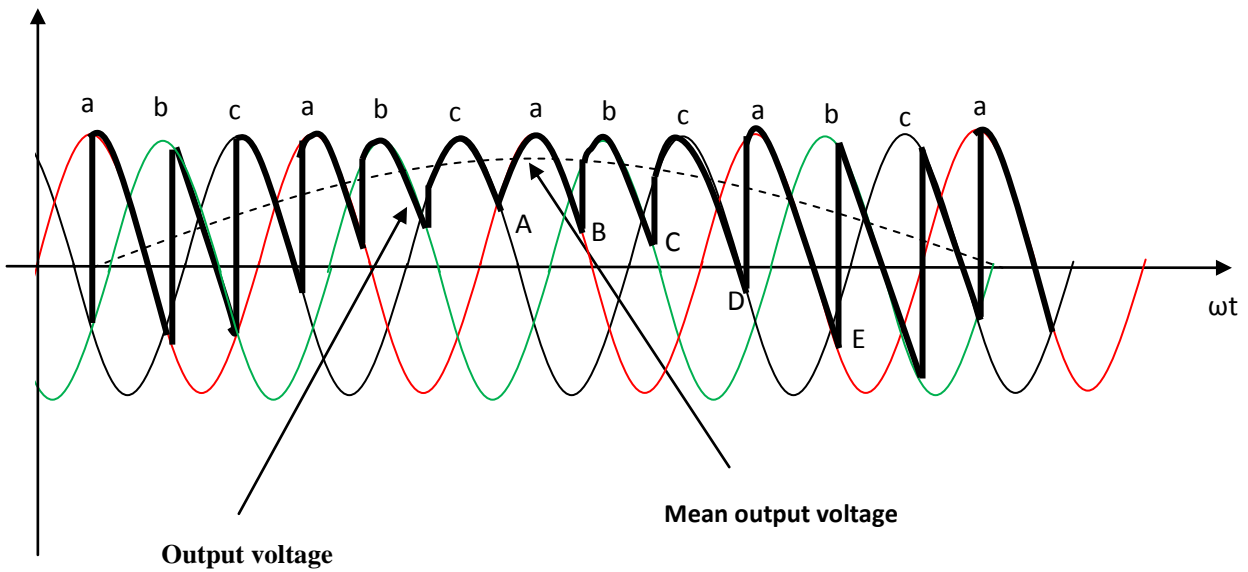 a b c a b c a b c a b c a
A B C
D E
ωt
Mean output voltage
Output voltage